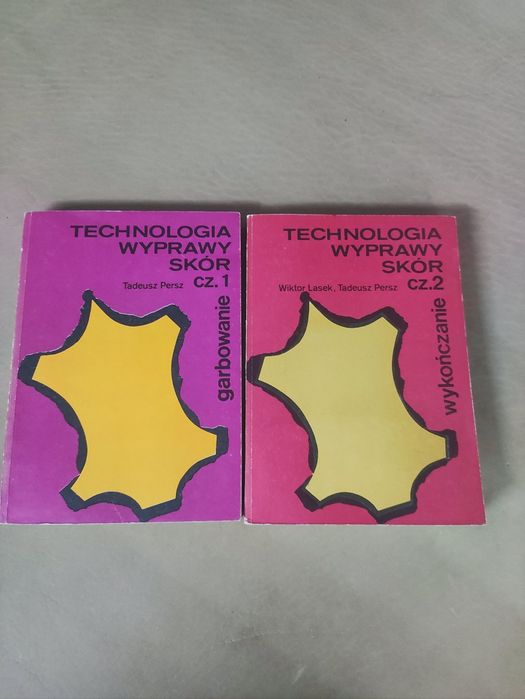 TECHNOLOGIA
WYPRAWY
SKÓR
Tadeusz Persz cz. 1
garbowanie
TECHNOLOGIA
WYPRAWY
SKÓR
Wiktor Lasek, Tadeusz Persz cz.2
wykończanie